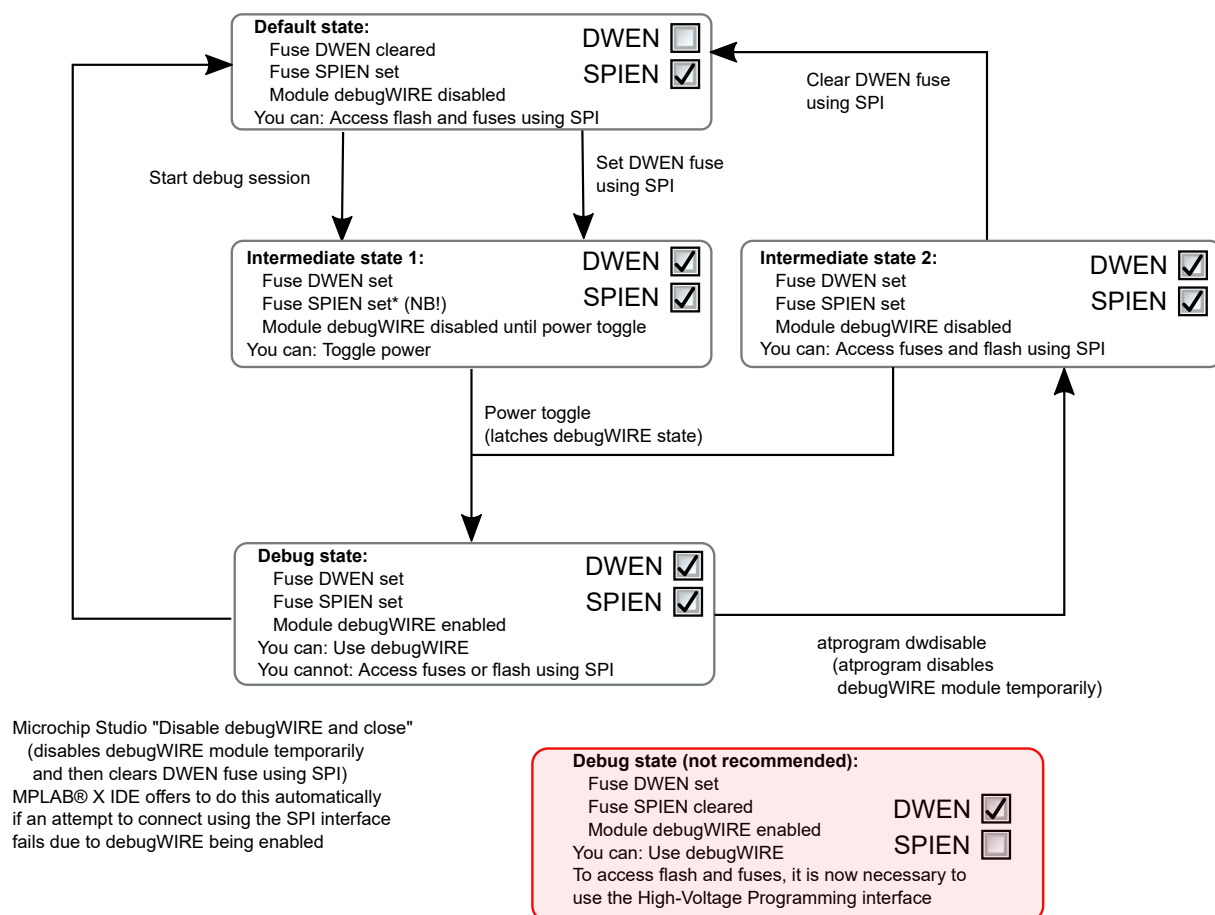 Default state:
Fuse DWEN cleared
Fuse SPIEN set
Module debugWIRE disabled
You can: Access flash and fuses using SPI
DWEN
SPIEN
Clear DWEN fuse
using SPI
Start debug session
Set DWEN fuse
using SPI
Intermediate state 1:
Fuse DWEN set
Fuse SPIEN set* (NB!)
Module debugWIRE disabled until power toggle
You can: Toggle power
DWEN
SPIEN
Intermediate state 2:
Fuse DWEN set
Fuse SPIEN set
Module debugWIRE disabled
You can: Access fuses and flash using SPI
DWEN
SPIEN
Power toggle
(latches debugWIRE state)
Debug state:
Fuse DWEN set
Fuse SPIEN set
Module debugWIRE enabled
You can: Use debugWIRE
You cannot: Access fuses or flash using SPI
DWEN
SPIEN
atprogram dwdisable
(atprogram disables
debugWIRE module temporarily)
Microchip Studio "Disable debugWIRE and close"
(disables debugWIRE module temporarily
and then clears DWEN fuse using SPI)
MPLAB® X IDE offers to do this automatically
if an attempt to connect using the SPI interface
fails due to debugWIRE being enabled
Debug state (not recommended):
Fuse DWEN set
Fuse SPIEN cleared
Module debugWIRE enabled
You can: Use debugWIRE
To access flash and fuses, it is now necessary to
use the High-Voltage Programming interface
DWEN
SPIEN